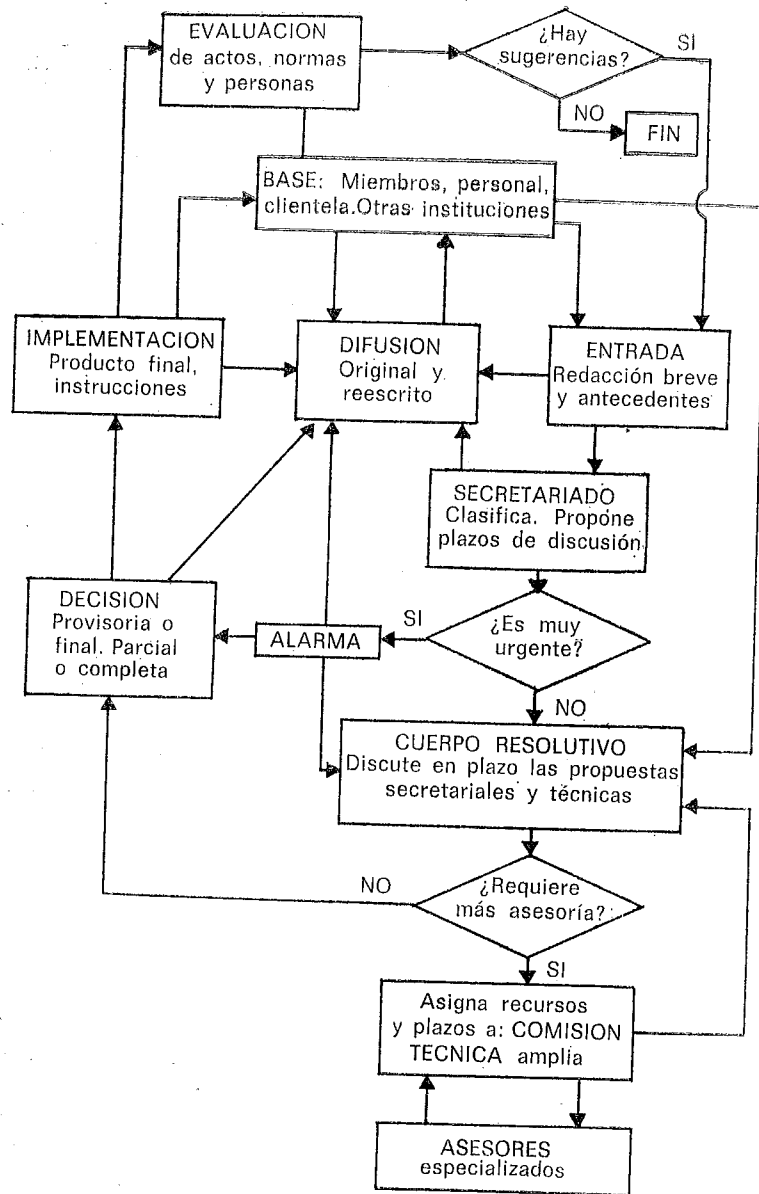 EVALUACION
de actos, normas
y personas
¿Hay
sugerencias?
SI
NO
FIN
BASE: Miembros, personal,
clientela. Otras instituciones
IMPLEMENTACION
Producto final,
instrucciones
DIFUSION
Original y
reescrito
ENTRADA
Redacción breve
y antecedentes
SECRETARIADO
Clasifica. Propone
plazos de discusión
DECISION
Provisoria o
final. Parcial
o completa
ALARMA
SI
¿Es muy
urgente?
NO
CUERPO RESOLUTIVO
Discute en plazo las propuestas
secretariales y técnicas
NO
¿Requiere
más asesoría?
SI
Asigna recursos
y plazos a: COMISION
TECNICA amplia
ASESORES
especializados